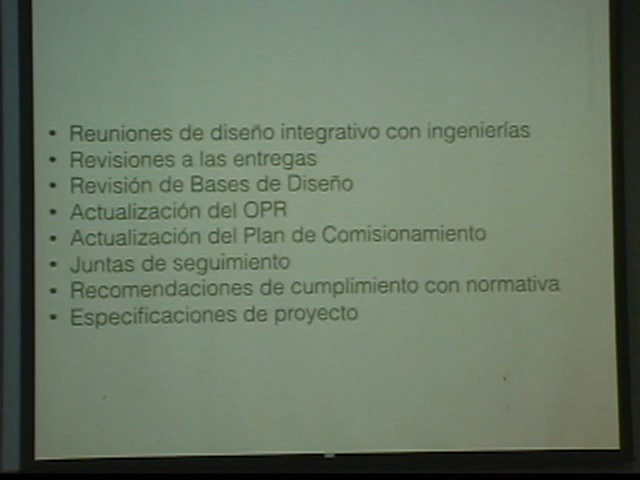 • Reuniones de diseño integrativo con ingenierías
• Revisiones a las entregas
• Revisión de Bases de Diseño
• Actualización del OPR
• Actualización del Plan de Comisionamiento
• Juntas de seguimiento
• Recomendaciones de cumplimiento con normativa
• Especificaciones de proyecto